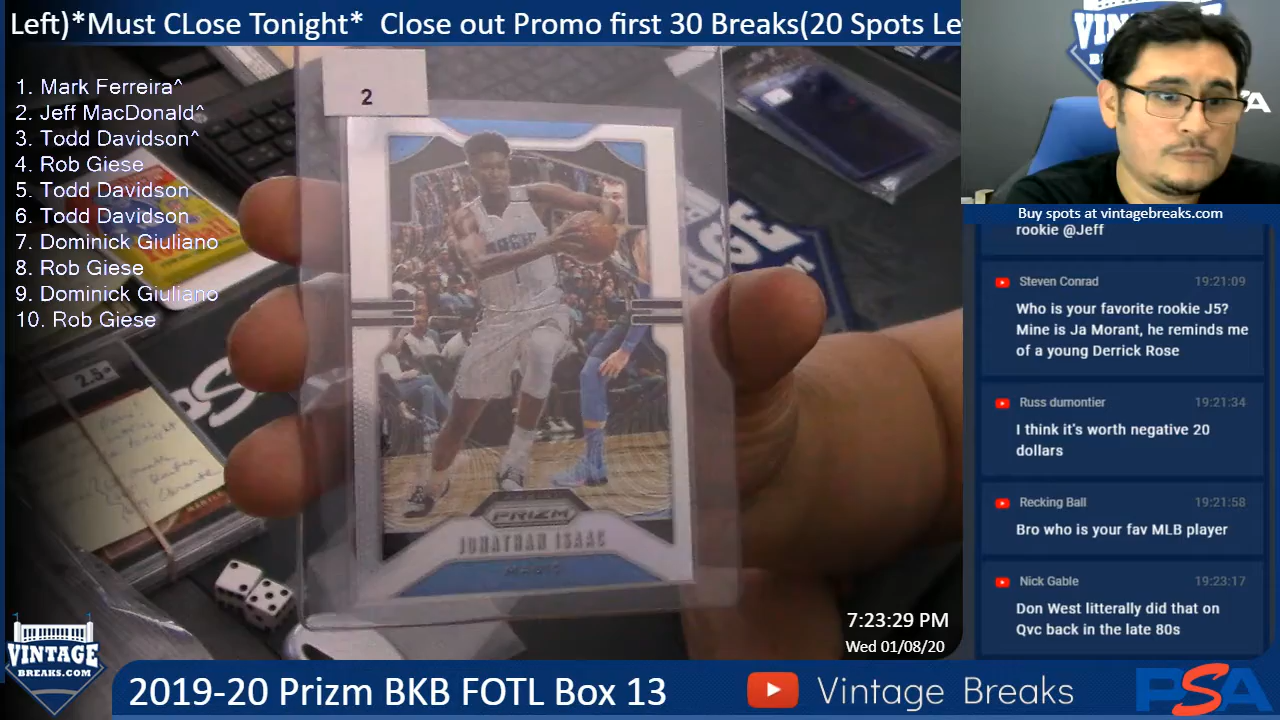 Left)*Must CLose Tonight*  Close out Promo first 30 Breaks(20 Spots Le
1. Mark Ferreira^
2. Jeff MacDonald^
3. Todd Davidson^
4. Rob Giese
5. Todd Davidson
6. Todd Davidson
7. Dominick Giuliano
8. Rob Giese
9. Dominick Giuliano
10. Rob Giese
2
PRIZM
JONATHAN ISAAC
MAGIC
2.5
Buy spots at vintagebreaks.com
rookie @Jeff
Steven Conrad 19:21:09
Who is your favorite rookie J5?
Mine is Ja Morant, he reminds me
of a young Derrick Rose
Russ dumontier 19:21:34
I think it's worth negative 20
dollars
Recking Ball 19:21:58
Bro who is your fav MLB player
Nick Gable 19:23:17
Don West litterally did that on
Qvc back in the late 80s
7:23:29 PM
Wed 01/08/20
VINTAGE
BREAKS.COM
2019-20 Prizm BKB FOTL Box 13
Vintage Breaks
PSA